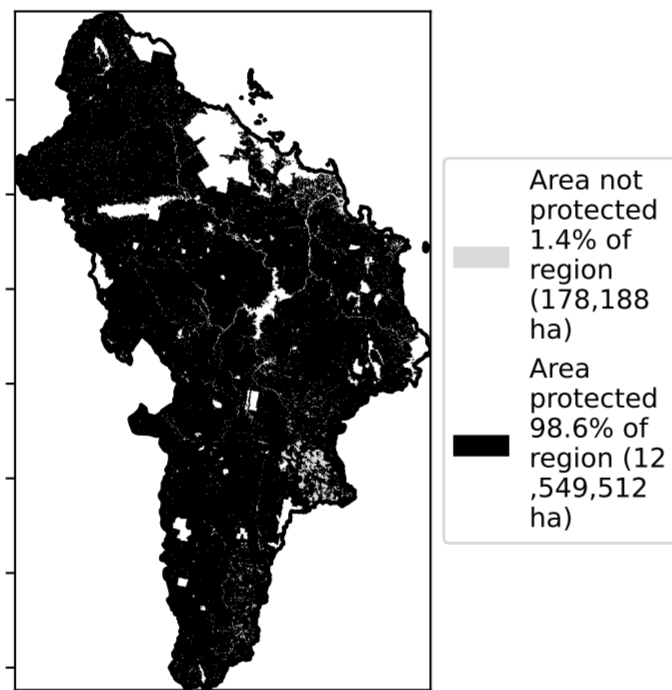 Area not
protected
1.4% of
region
(178,188
ha)
Area
protected
98.6% of
region (12
,549,512
ha)